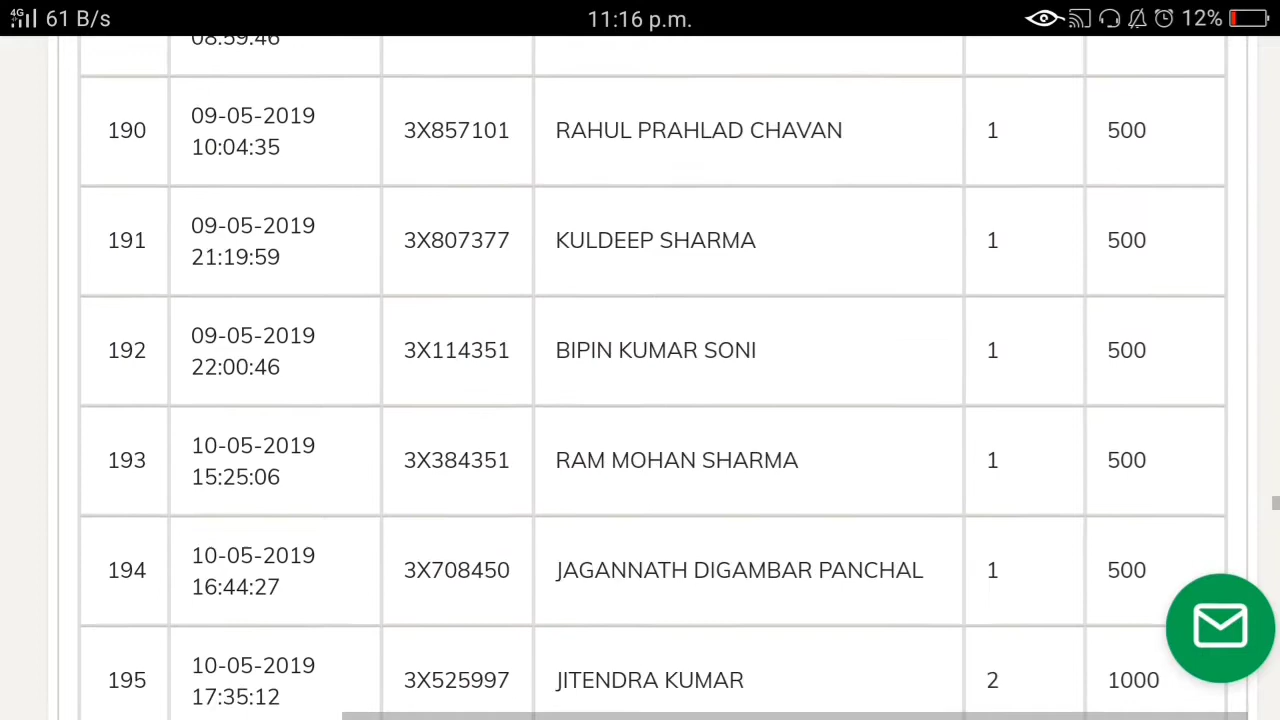 4G 61 B/s 11:16 p.m. 12%
08:59:46
190 09-05-2019 10:04:35 3X857101 RAHUL PRAHLAD CHAVAN 1 500
191 09-05-2019 21:19:59 3X807377 KULDEEP SHARMA 1 500
192 09-05-2019 22:00:46 3X114351 BIPIN KUMAR SONI 1 500
193 10-05-2019 15:25:06 3X384351 RAM MOHAN SHARMA 1 500
194 10-05-2019 16:44:27 3X708450 JAGANNATH DIGAMBAR PANCHAL 1 500
195 10-05-2019 17:35:12 3X525997 JITENDRA KUMAR 2 1000